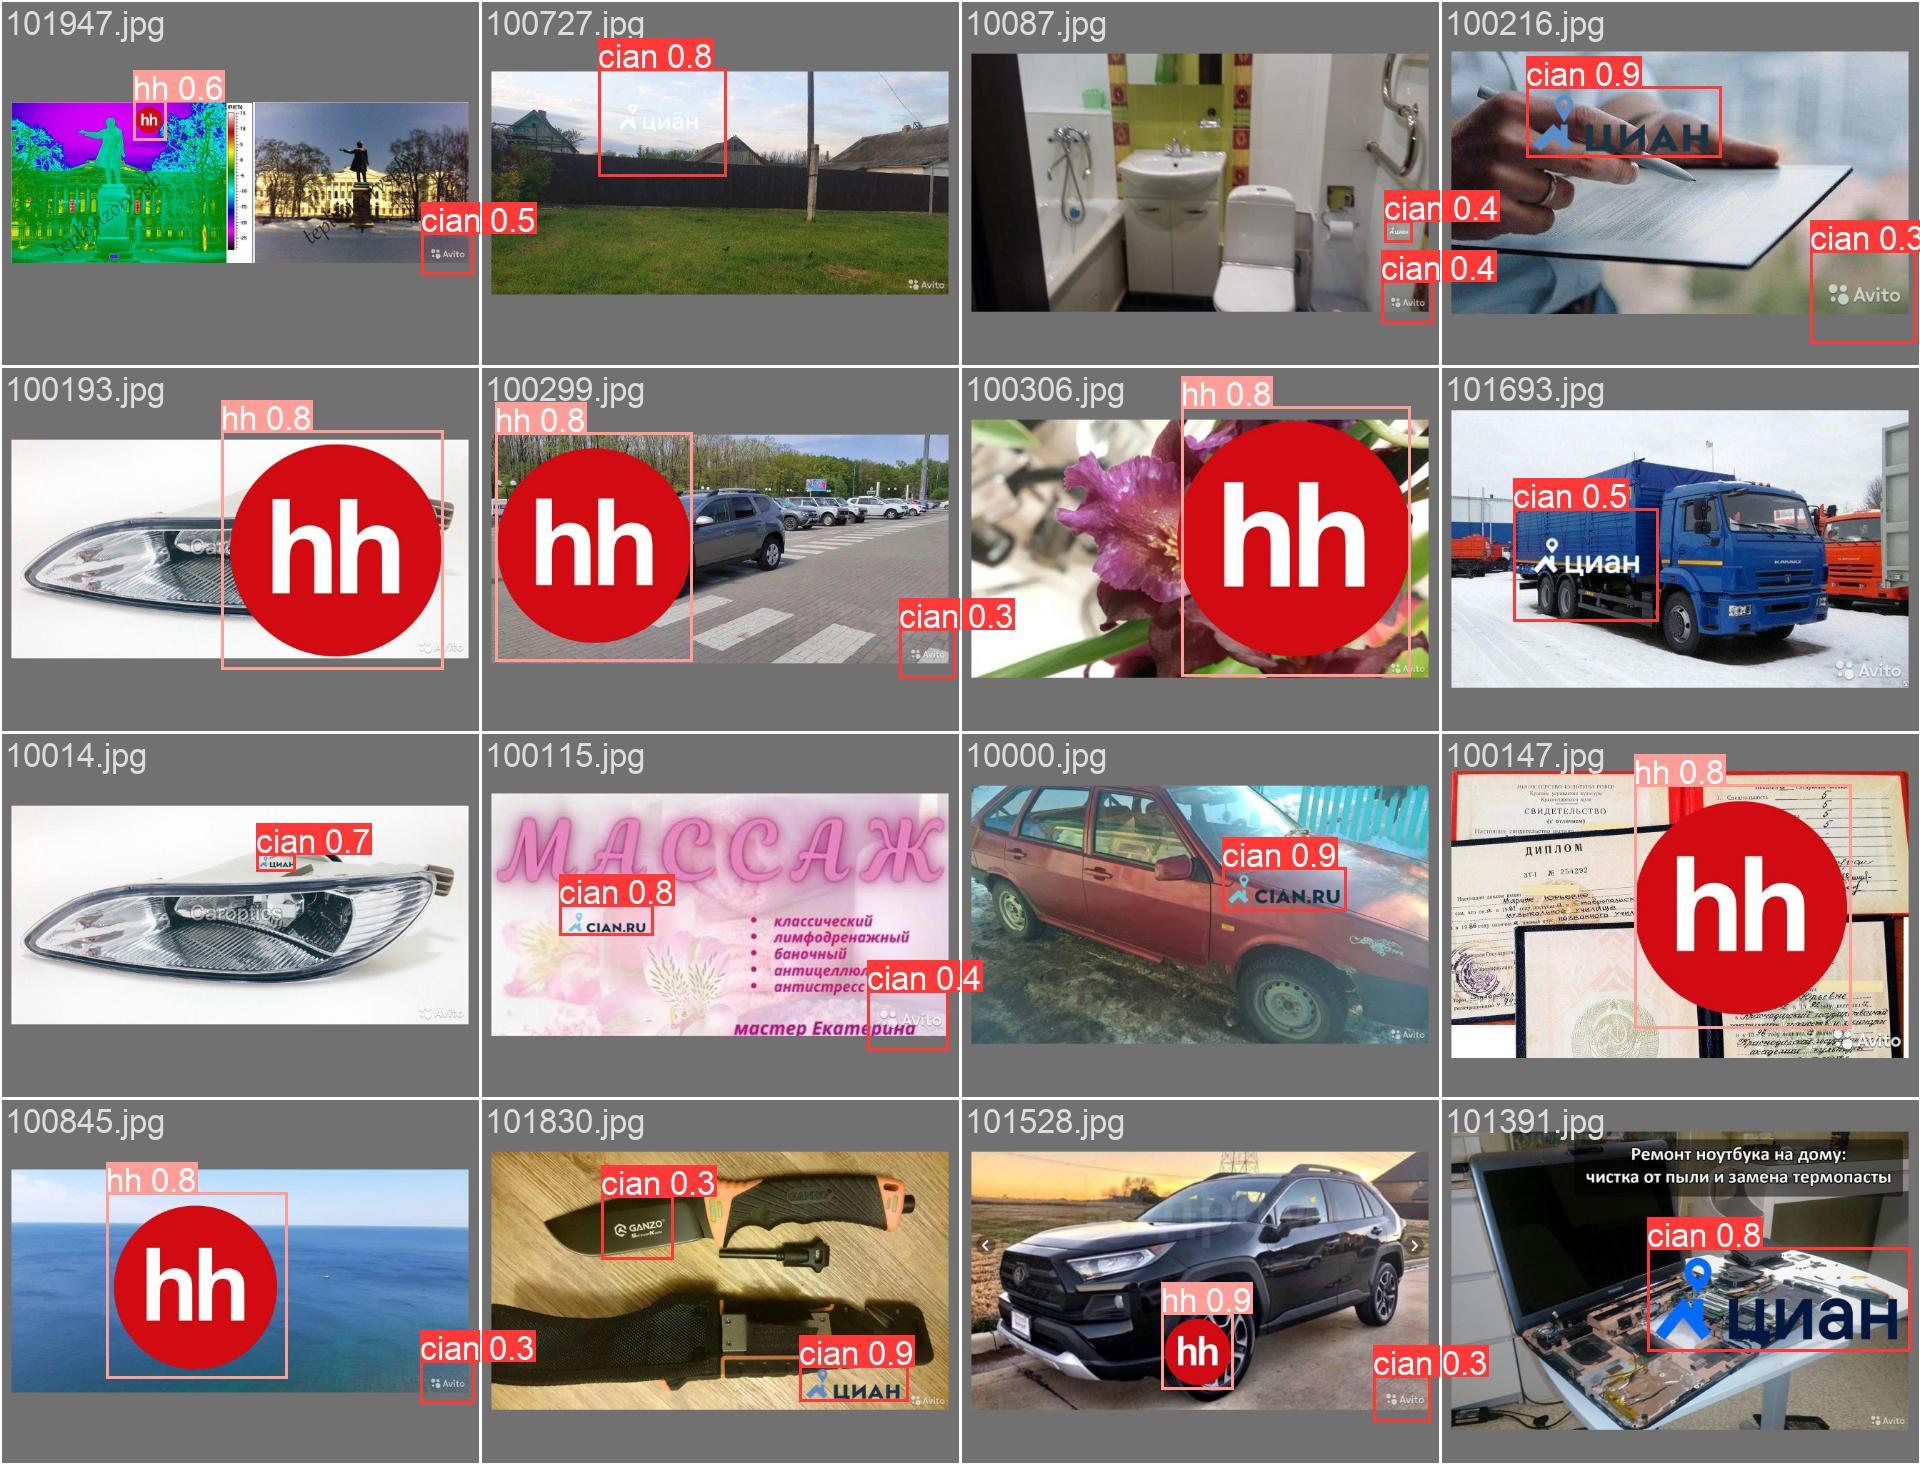 101947.jpg
hh 0.6
hh
teplovizor
teplovizor
cian 0.5
Avito
100727.jpg
cian 0.8
циан
Avito
10087.jpg
cian 0.4
циан
cian 0.4
Avito
100216.jpg
cian 0.9
циан
cian 0.3
Avito
100193.jpg
hh 0.8
hh
Avito
100299.jpg
hh 0.8
hh
cian 0.3
Avito
100306.jpg
hh 0.8
hh
Avito
101693.jpg
cian 0.5
циан
KAMAZ
Avito
10014.jpg
cian 0.7
циан
Caroptics
Avito
100115.jpg
МАССАЖ
cian 0.8
CIAN.RU
• классический
• лимфодренажный
• баночный
• антицеллюл
• антистресс
cian 0.4
Avito
мастер Екатерина
10000.jpg
cian 0.9
CIAN.RU
Avito
100147.jpg
hh 0.8
СВИДЕТЕЛЬСТВО
(с отличием)
ДИПЛОМ
ЗТ-I № 254292
hh
Avito
100845.jpg
hh 0.8
hh
cian 0.3
Avito
101830.jpg
cian 0.3
GANZO
cian 0.9
циан
Avito
101528.jpg
hh 0.9
hh
cian 0.3
Avito
101391.jpg
Ремонт ноутбука на дому:
чистка от пыли и замена термопасты
cian 0.8
циан
Avito